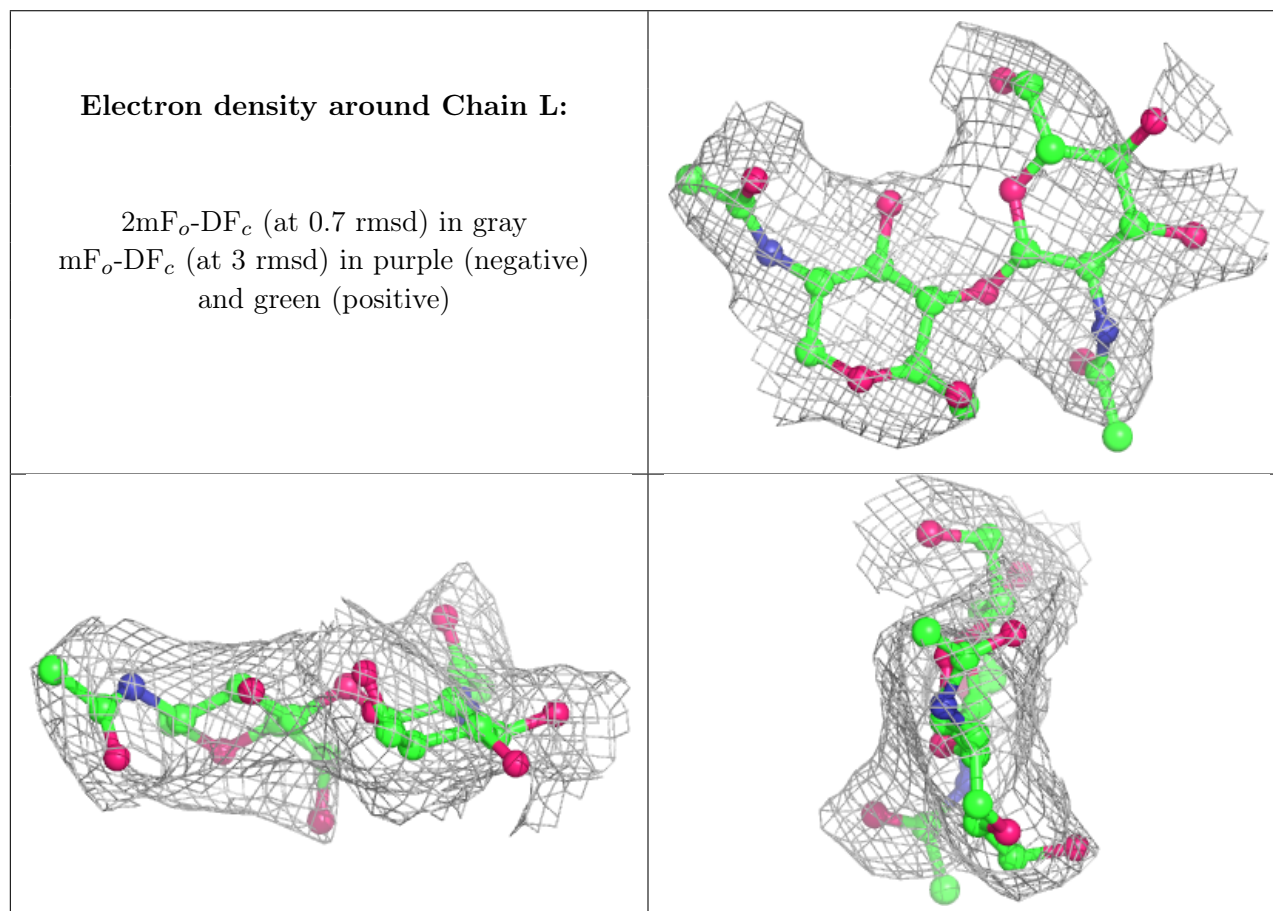 Electron density around Chain L:
2mFo-DFc (at 0.7 rmsd) in gray
mFo-DFc (at 3 rmsd) in purple (negative)
and green (positive)